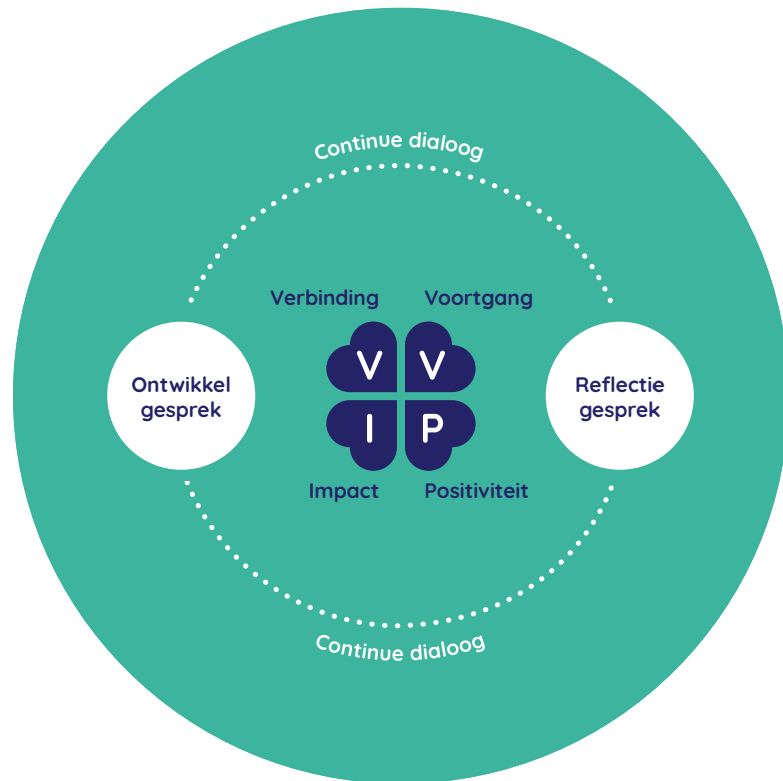 Continue dialoog
Verbinding
Voortgang
V
V
Ontwikkel
gesprek
Reflectie
gesprek
I
P
Impact
Positiviteit
Continue dialoog